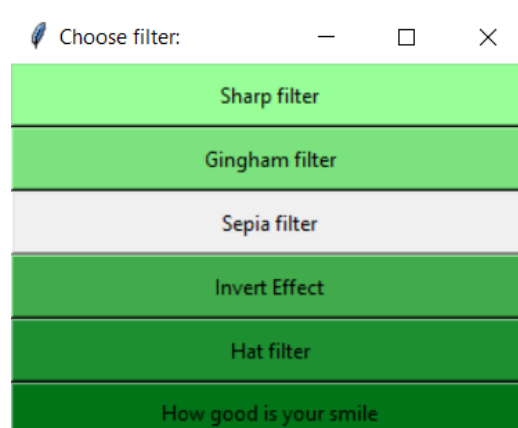 Choose filter:
Sharp filter
Gingham filter
Sepia filter
Invert Effect
Hat filter
How good is your smile